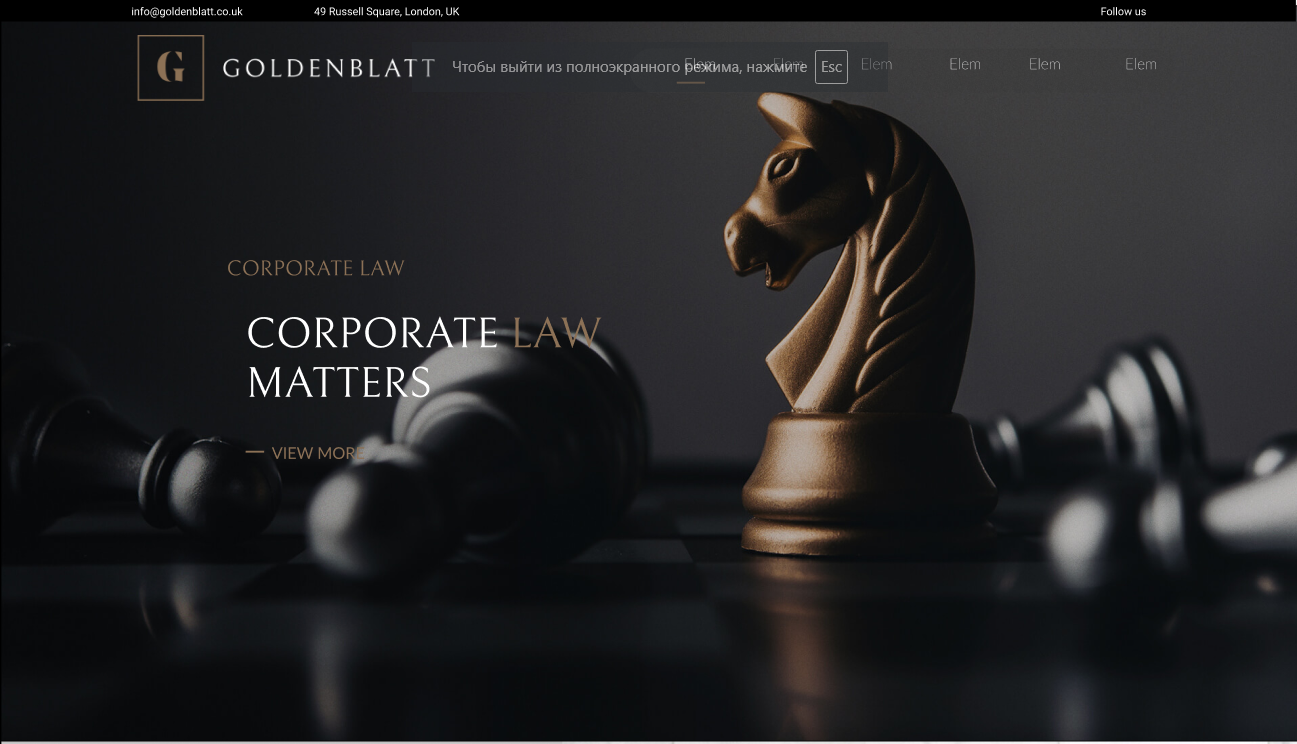 info@goldenblatt.co.uk 49 Russell Square, London, UK Follow us
G GOLDENBLATT Elem Elem Elem Elem Elem Elem
Чтобы выйти из полноэкранного режима, нажмите Esc
CORPORATE LAW
CORPORATE LAW
MATTERS
VIEW MORE